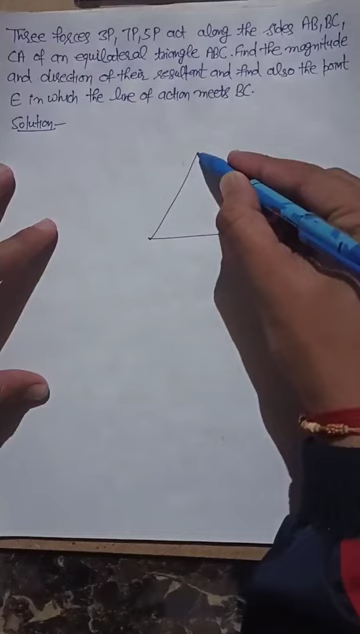 Three forces 3P, 7P, 5P act along the sides AB, BC,
CA of an equilateral triangle ABC. Find the magnitude
and direction of their resultant and find also the point
E in which the line of action meets BC.
Solution:-